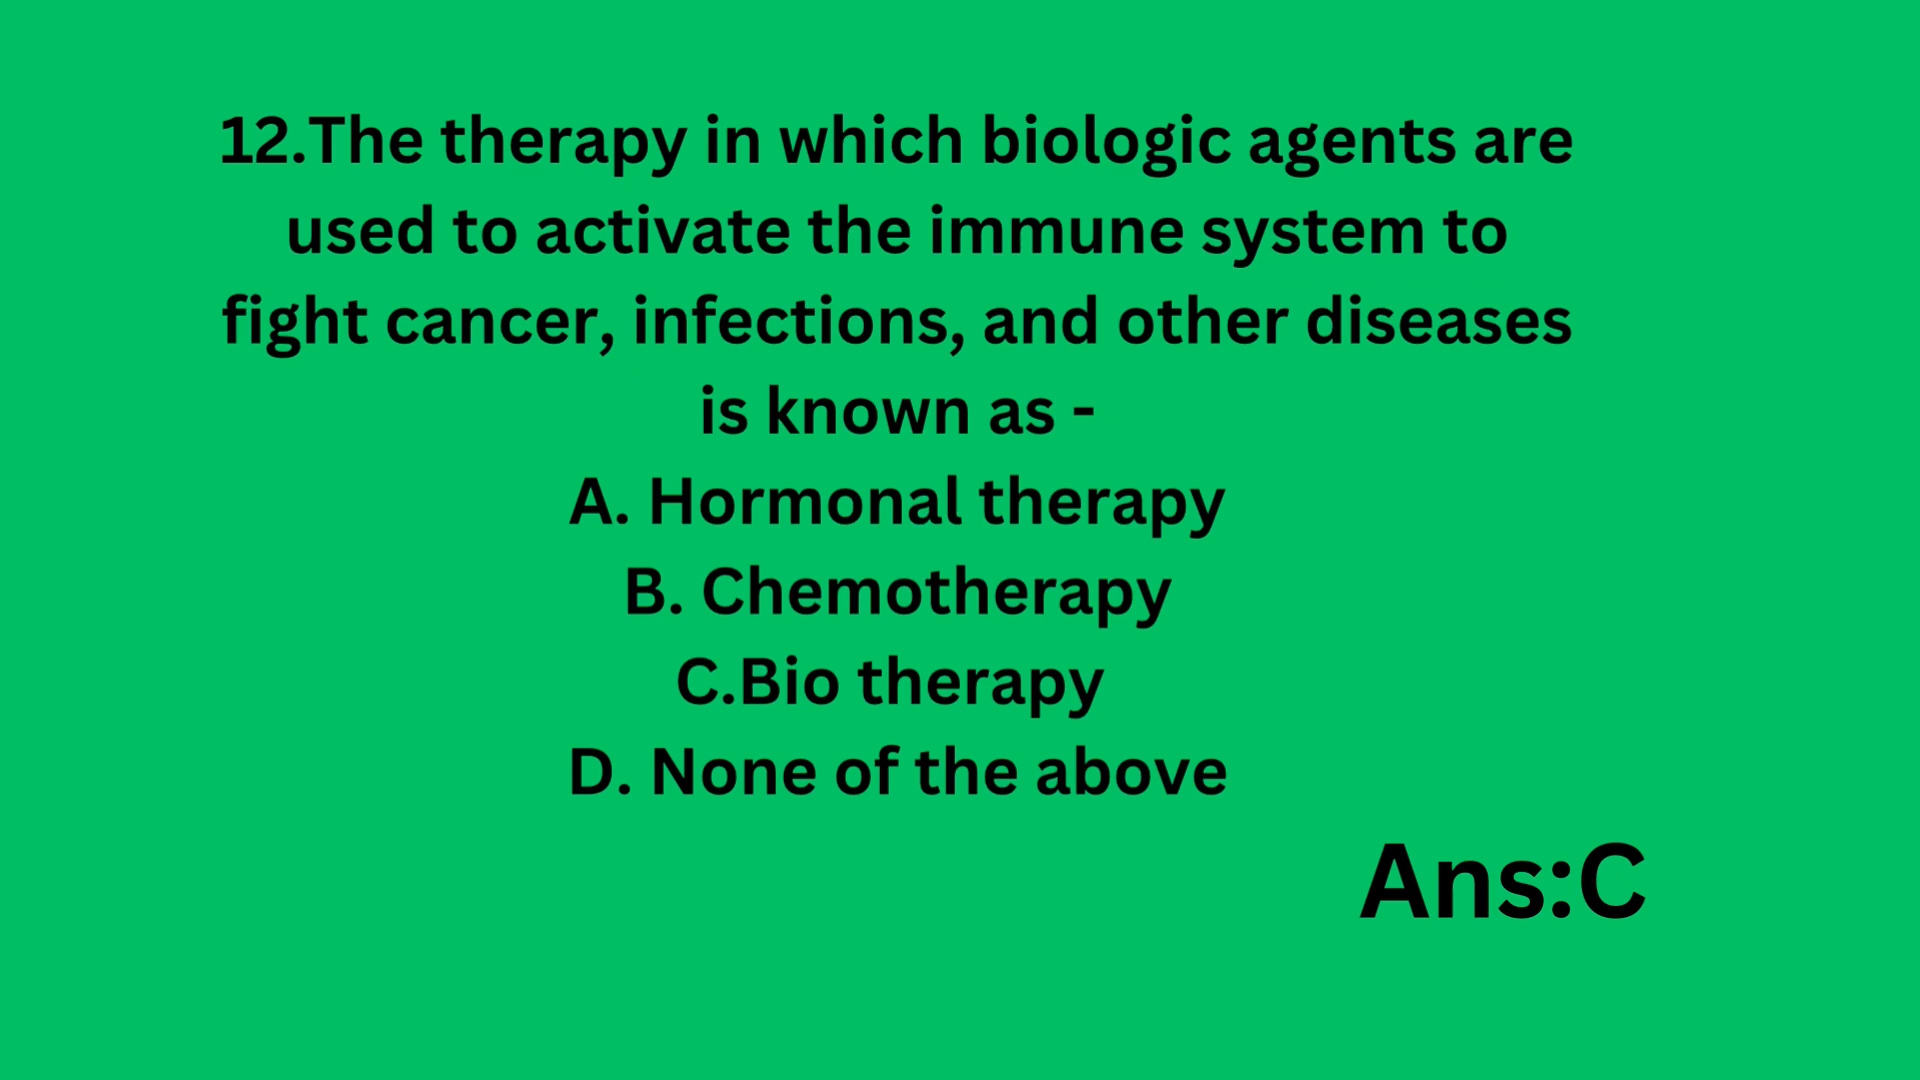 12.The therapy in which biologic agents are
used to activate the immune system to
fight cancer, infections, and other diseases
is known as -
A. Hormonal therapy
B. Chemotherapy
C.Bio therapy
D. None of the above
Ans:C